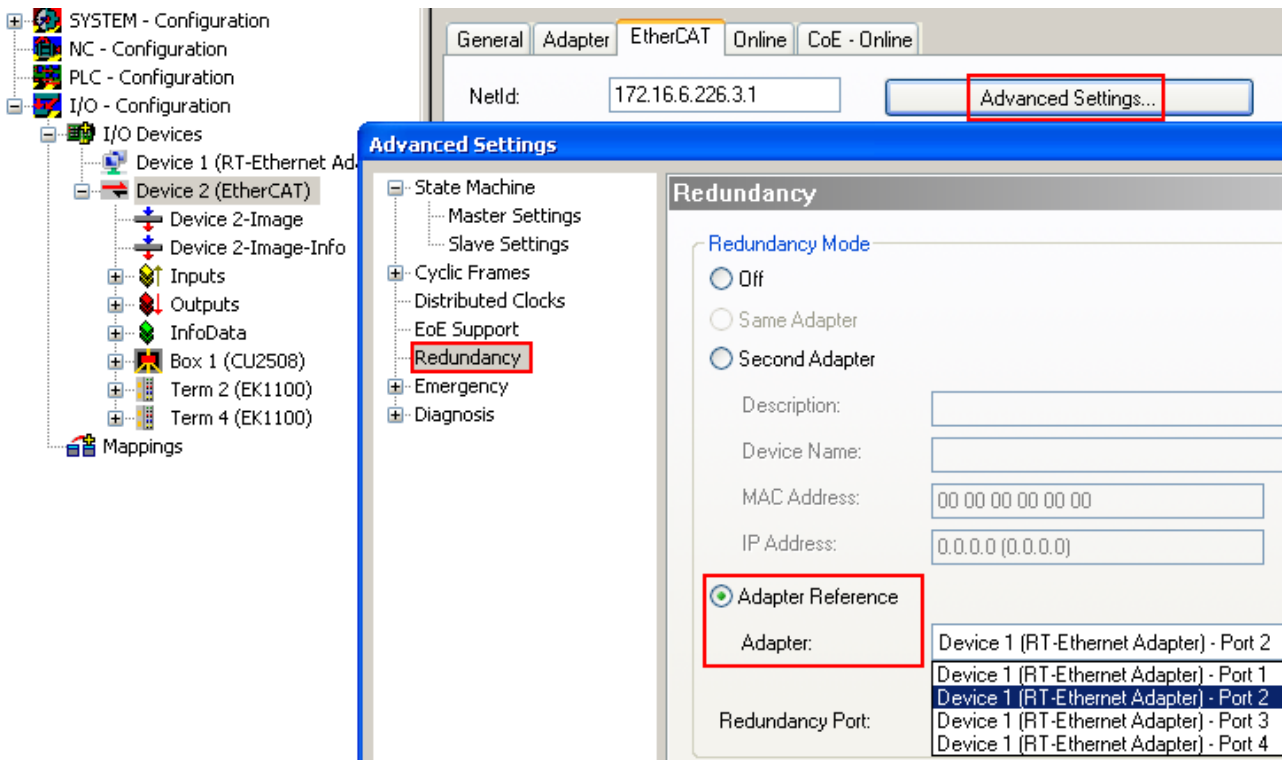 SYSTEM - Configuration
NC - Configuration
PLC - Configuration
I/O - Configuration
I/O Devices
Device 1 (RT-Ethernet Ad
Device 2 (EtherCAT)
Device 2-Image
Device 2-Image-Info
Inputs
Outputs
InfoData
Box 1 (CU2508)
Term 2 (EK1100)
Term 4 (EK1100)
Mappings
General Adapter EtherCAT Online CoE - Online
NetId: 172.16.6.226.3.1 Advanced Settings...
Advanced Settings
State Machine
Master Settings
Slave Settings
Cyclic Frames
Distributed Clocks
EoE Support
Redundancy
Emergency
Diagnosis
Redundancy
Redundancy Mode
Off
Same Adapter
Second Adapter
Description:
Device Name:
MAC Address: 00 00 00 00 00 00
IP Address: 0.0.0.0 (0.0.0.0)
Adapter Reference
Adapter: Device 1 (RT-Ethernet Adapter) - Port 2
Device 1 (RT-Ethernet Adapter) - Port 1
Device 1 (RT-Ethernet Adapter) - Port 2
Redundancy Port: Device 1 (RT-Ethernet Adapter) - Port 3
Device 1 (RT-Ethernet Adapter) - Port 4